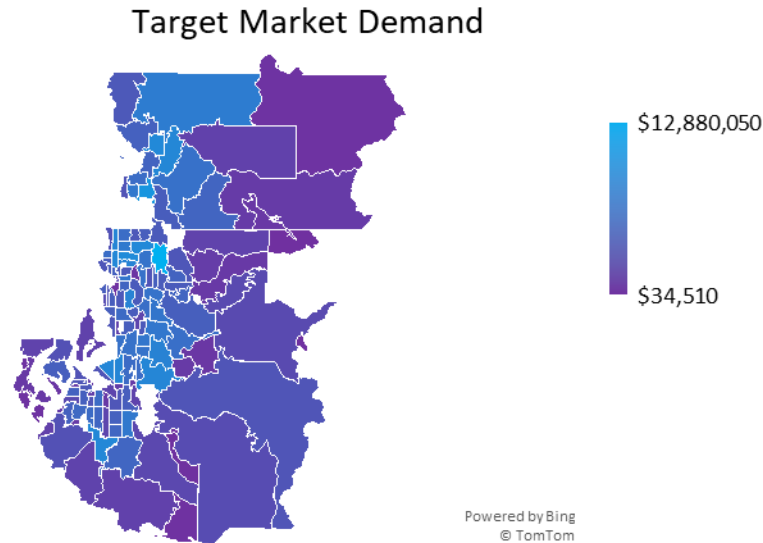 Target Market Demand
$12,880,050
$34,510
Powered by Bing
© TomTom